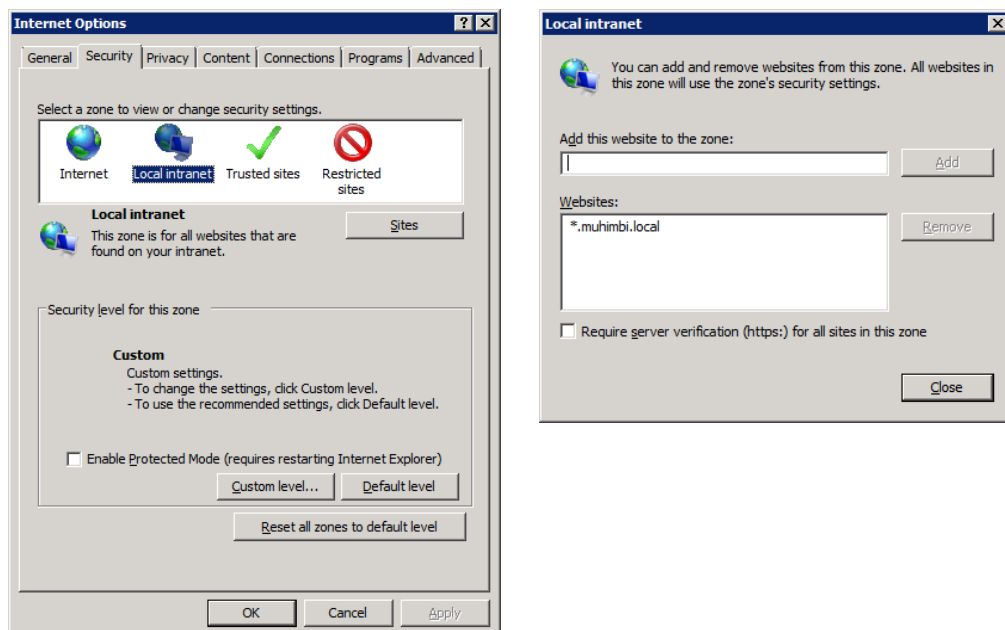 Internet Options
General Security Privacy Content Connections Programs Advanced
Select a zone to view or change security settings.
Internet Local intranet Trusted sites Restricted
sites
Local intranet
Sites
This zone is for all websites that are
found on your intranet.
Security level for this zone
Custom
Custom settings.
- To change the settings, click Custom level.
- To use the recommended settings, click Default level.
Enable Protected Mode (requires restarting Internet Explorer)
Custom level... Default level
Reset all zones to default level
OK Cancel Apply
Local intranet
You can add and remove websites from this zone. All websites in
this zone will use the zone's security settings.
Add this website to the zone:
Add
Websites:
*.muhimbi.local
Remove
Require server verification (https:) for all sites in this zone
Close